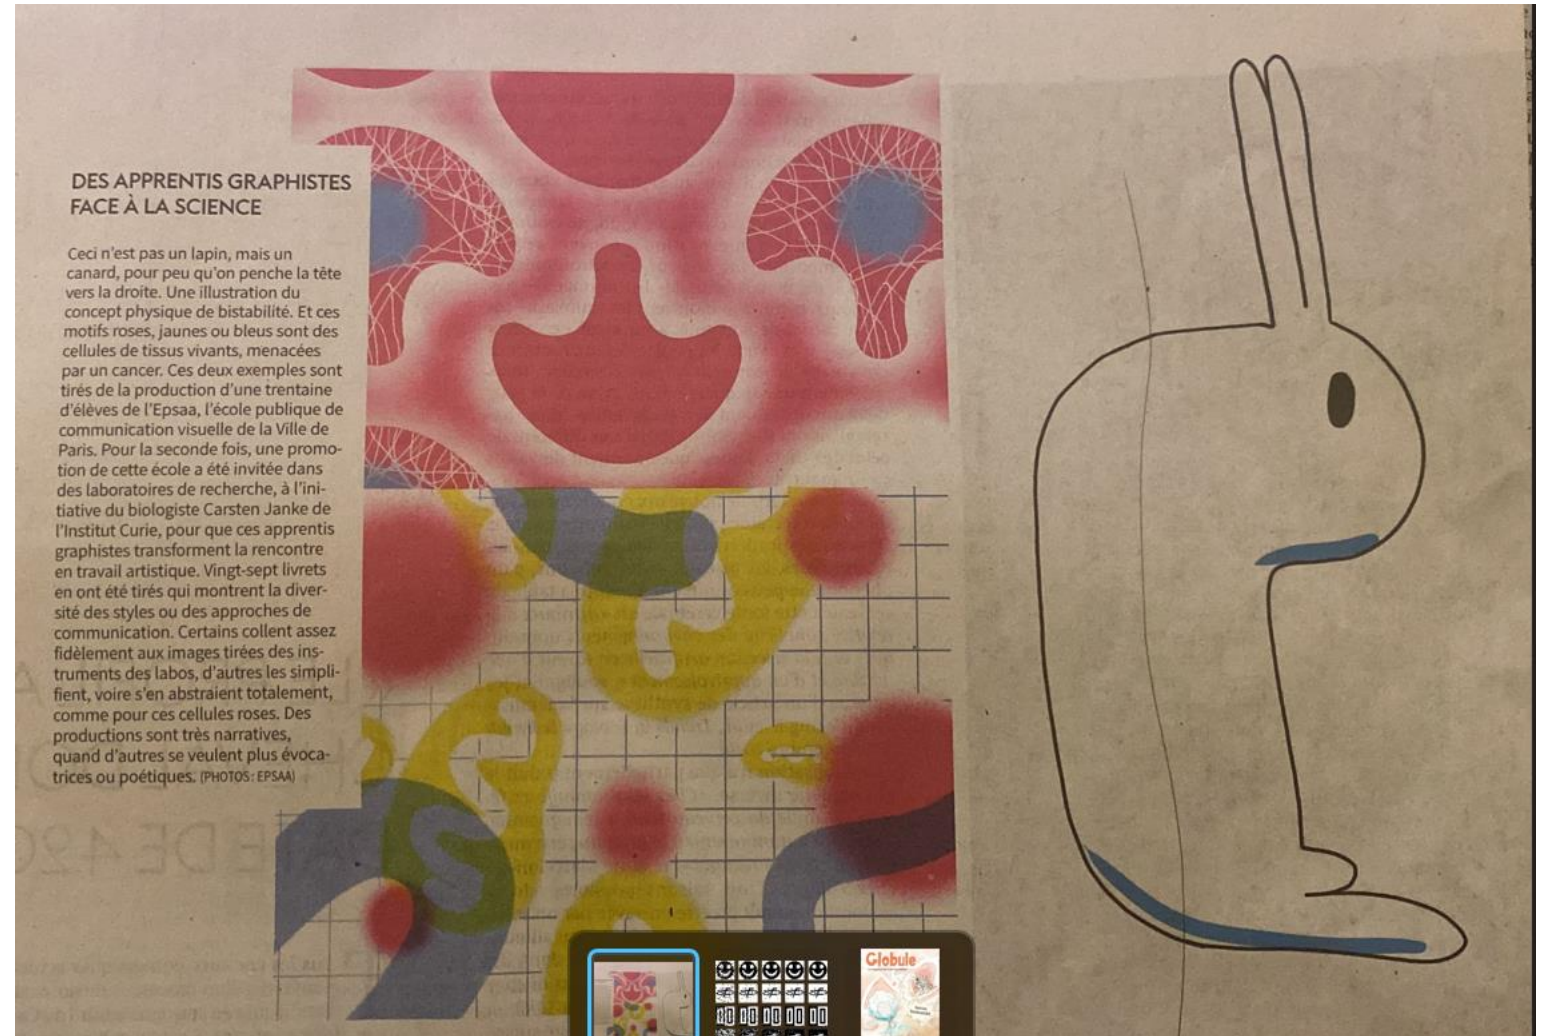 DES APPRENTIS GRAPHISTES
FACE À LA SCIENCE
Ceci n'est pas un lapin, mais un
canard, pour peu qu'on penche la tête
vers la droite. Une illustration du
concept physique de bistabilité. Et ces
motifs roses, jaunes ou bleus sont des
cellules de tissus vivants, menacées
par un cancer. Ces deux exemples sont
tirés de la production d'une trentaine
d'élèves de l'Epsaa, l'école publique de
communication visuelle de la Ville de
Paris. Pour la seconde fois, une promo-
tion de cette école a été invitée dans
des laboratoires de recherche, à l'ini-
tiative du biologiste Carsten Janke de
l'Institut Curie, pour que ces apprentis
graphistes transforment la rencontre
en travail artistique. Vingt-sept livrets
en ont été tirés qui montrent la diver-
sité des styles ou des approches de
communication. Certains collent assez
fidèlement aux images tirées des ins-
truments des labos, d'autres les simpli-
fient, voire s'en abstraient totalement,
comme pour ces cellules roses. Des
productions sont très narratives,
quand d'autres se veulent plus évoca-
trices ou poétiques. (PHOTOS : EPSAA)
Globule